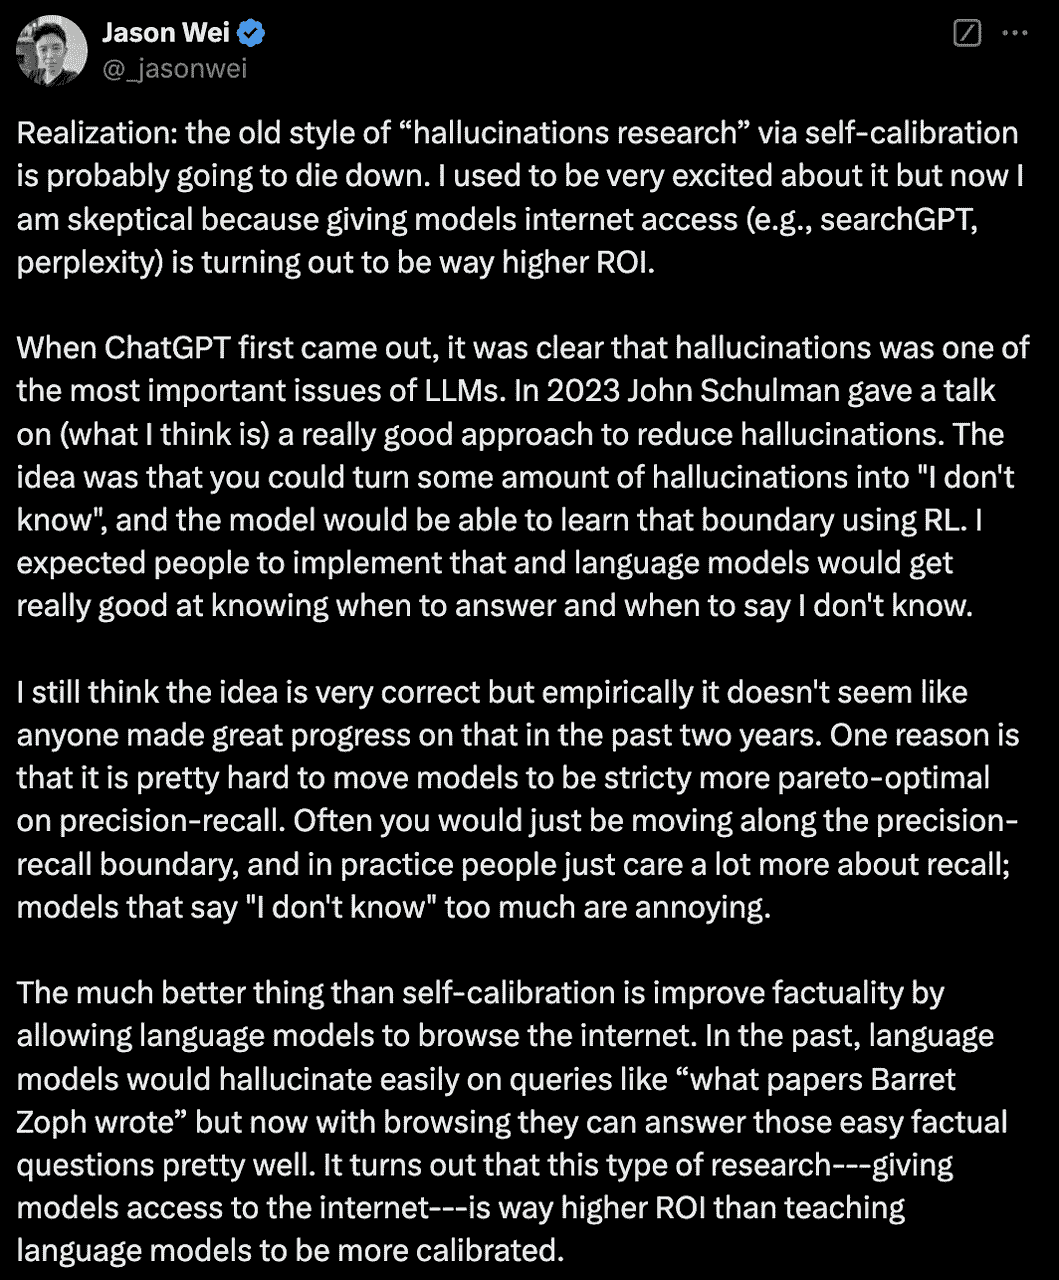 Jason Wei
@_jasonwei
Realization: the old style of “hallucinations research” via self-calibration
is probably going to die down. I used to be very excited about it but now I
am skeptical because giving models internet access (e.g., searchGPT,
perplexity) is turning out to be way higher ROI.
When ChatGPT first came out, it was clear that hallucinations was one of
the most important issues of LLMs. In 2023 John Schulman gave a talk
on (what I think is) a really good approach to reduce hallucinations. The
idea was that you could turn some amount of hallucinations into "I don't
know", and the model would be able to learn that boundary using RL. I
expected people to implement that and language models would get
really good at knowing when to answer and when to say I don't know.
I still think the idea is very correct but empirically it doesn't seem like
anyone made great progress on that in the past two years. One reason is
that it is pretty hard to move models to be stricty more pareto-optimal
on precision-recall. Often you would just be moving along the precision-
recall boundary, and in practice people just care a lot more about recall;
models that say "I don't know" too much are annoying.
The much better thing than self-calibration is improve factuality by
allowing language models to browse the internet. In the past, language
models would hallucinate easily on queries like “what papers Barret
Zoph wrote” but now with browsing they can answer those easy factual
questions pretty well. It turns out that this type of research---giving
models access to the internet---is way higher ROI than teaching
language models to be more calibrated.